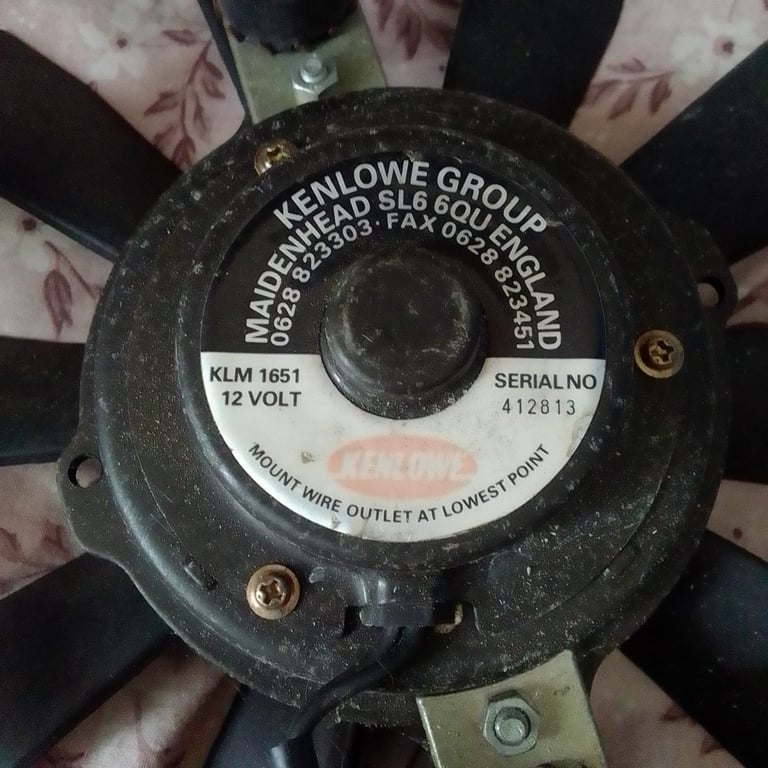 KENLOWE GROUP
MAIDENHEAD SL6 6QU ENGLAND
0628 823303 · FAX 0628 823451
KLM 1651
12 VOLT
SERIAL NO
412813
KENLOWE
MOUNT WIRE OUTLET AT LOWEST POINT